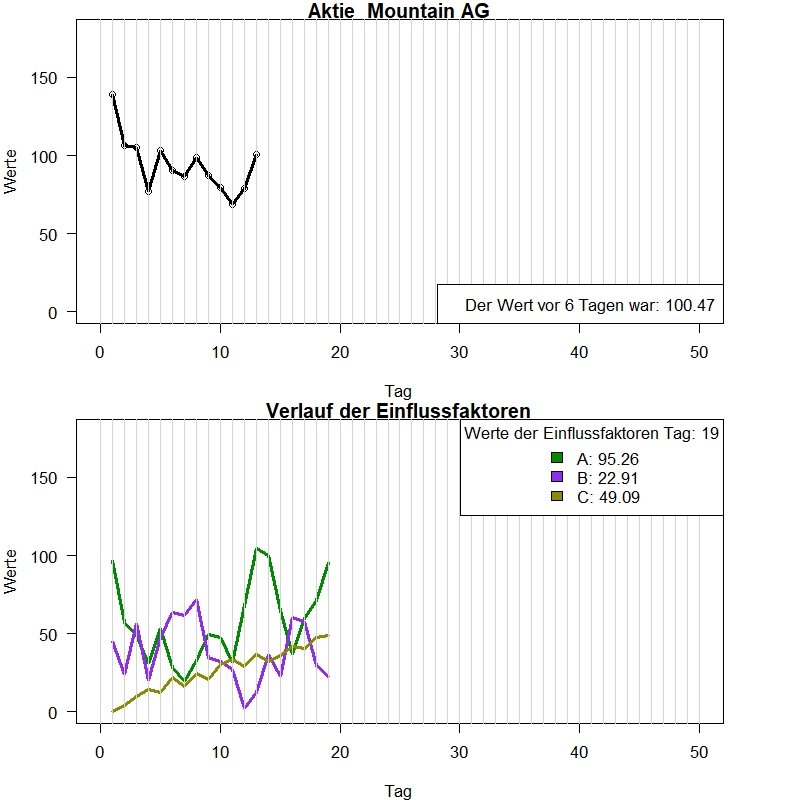 Aktie  Mountain AG
150
100
50
0
Werte
Der Wert vor 6 Tagen war: 100.47
0 10 20 30 40 50
Tag
Verlauf der Einflussfaktoren
Werte der Einflussfaktoren Tag: 19
A: 95.26
B: 22.91
C: 49.09
150
100
50
0
Werte
0 10 20 30 40 50
Tag